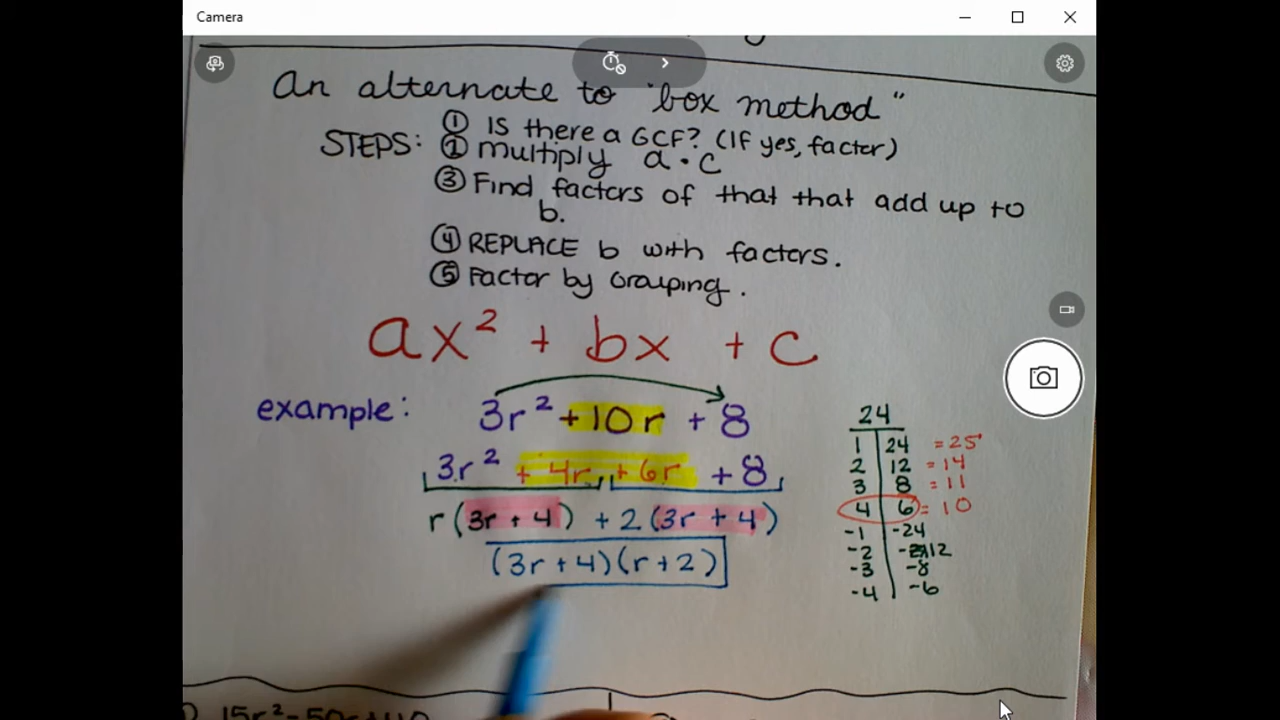 Camera
An alternate to "box method"
STEPS: ① Is there a GCF? (If yes, factor)
② multiply a · c
③ Find factors of that that add up to
b.
④ REPLACE b with factors.
⑤ Factor by Grouping.
ax² + bx + c
example: 3r² + 10r + 8
3r² + 4r + 6r + 8
r(3r + 4) + 2(3r + 4)
(3r + 4)(r + 2)
24
1 24 = 25
2 12 = 14
3 8 = 11
4 6 = 10
-1 -24
-2 -12
-3 -8
-4 -6